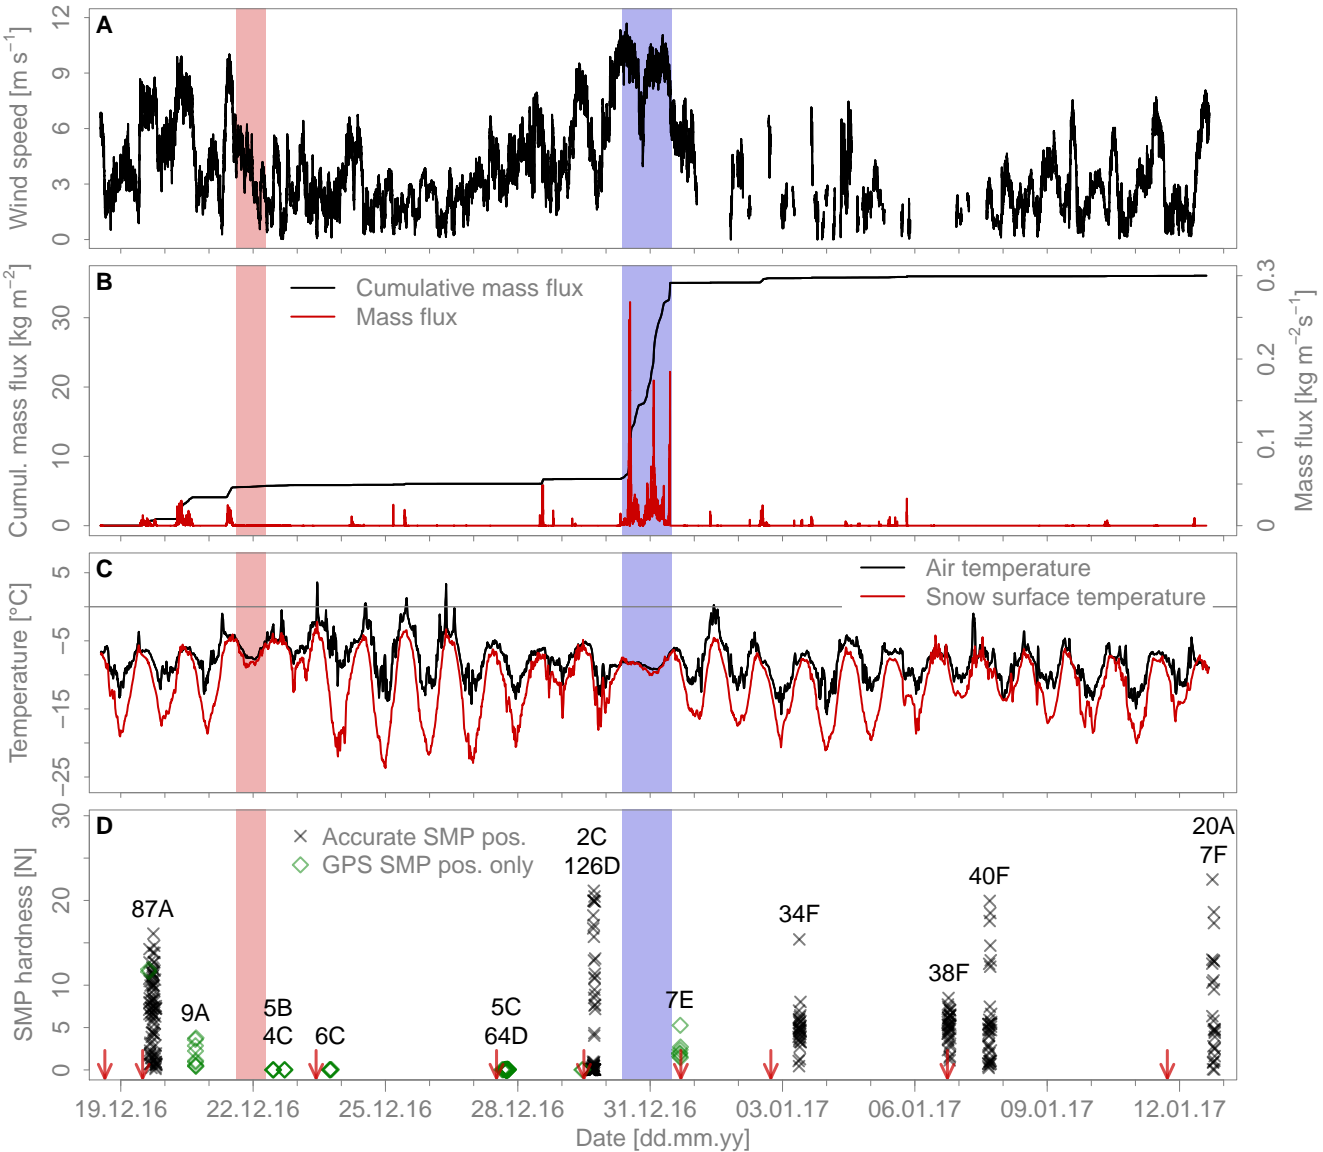 A
Wind speed [m s−1]
12
9
6
3
0
B
Cumul. mass flux [kg m−2]
30
20
10
0
Cumulative mass flux
Mass flux
0.3
0.2
0.1
0
Mass flux [kg m−2s−1]
C
Temperature [°C]
5
−5
−15
−25
Air temperature
Snow surface temperature
D
SMP hardness [N]
30
20
10
5
0
Accurate SMP pos.
GPS SMP pos. only
87A
9A
5B
4C
6C
5C
64D
2C
126D
7E
34F
38F
40F
20A
7F
19.12.16
22.12.16
25.12.16
28.12.16
31.12.16
03.01.17
06.01.17
09.01.17
12.01.17
Date [dd.mm.yy]